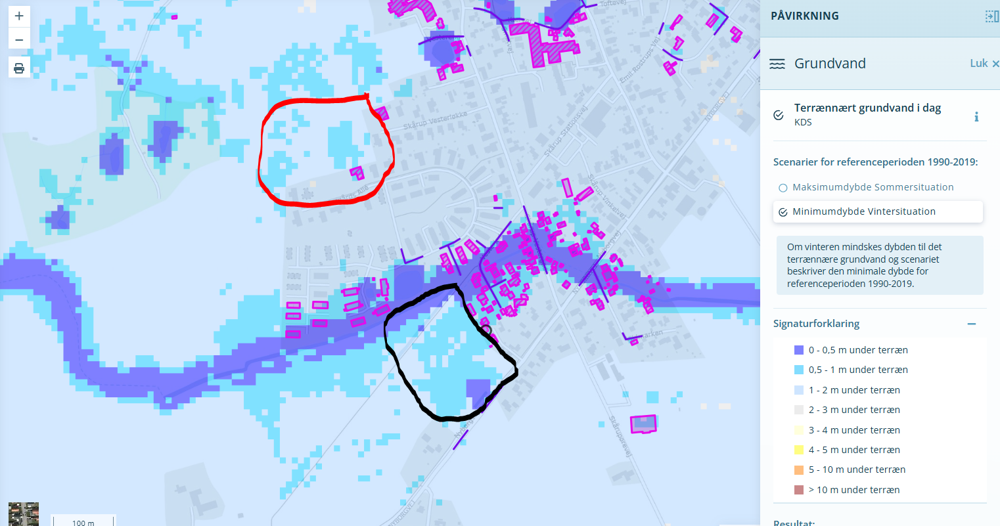 +
−
PÅVIRKNING
Grundvand
Luk ×
Terrænnært grundvand i dag
KDS
i
Scenarier for referenceperioden 1990-2019:
Maksimumdybde Sommersituation
Minimumdybde Vintersituation
Om vinteren mindskes dybden til det
terrænnære grundvand og scenariet
beskriver den minimale dybde for
referenceperioden 1990-2019.
Signaturforklaring
0 - 0,5 m under terræn
0,5 - 1 m under terræn
1 - 2 m under terræn
2 - 3 m under terræn
3 - 4 m under terræn
4 - 5 m under terræn
5 - 10 m under terræn
> 10 m under terræn
Resultat:
Toftevej
Emil Rostrups Vej
NYBORGVEJ
Skårup Vesterløkke
Skårup Stationsvej
Skårup Vinkelvej
Skårupørevej
NYBORGVEJ
100 m